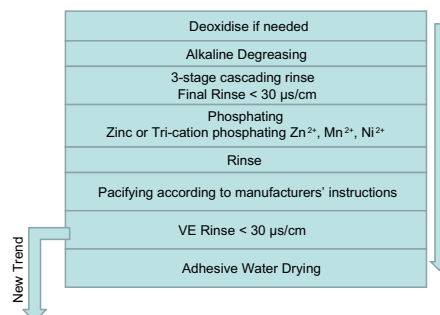 Deoxidise if needed
Alkaline Degreasing
3-stage cascading rinse
Final Rinse < 30 µs/cm
Phosphating
Zinc or Tri-cation phosphating Zn²⁺, Mn²⁺, Ni²⁺
Rinse
Pacifying according to manufacturers’ instructions
VE Rinse < 30 µs/cm
Adhesive Water Drying
New Trend